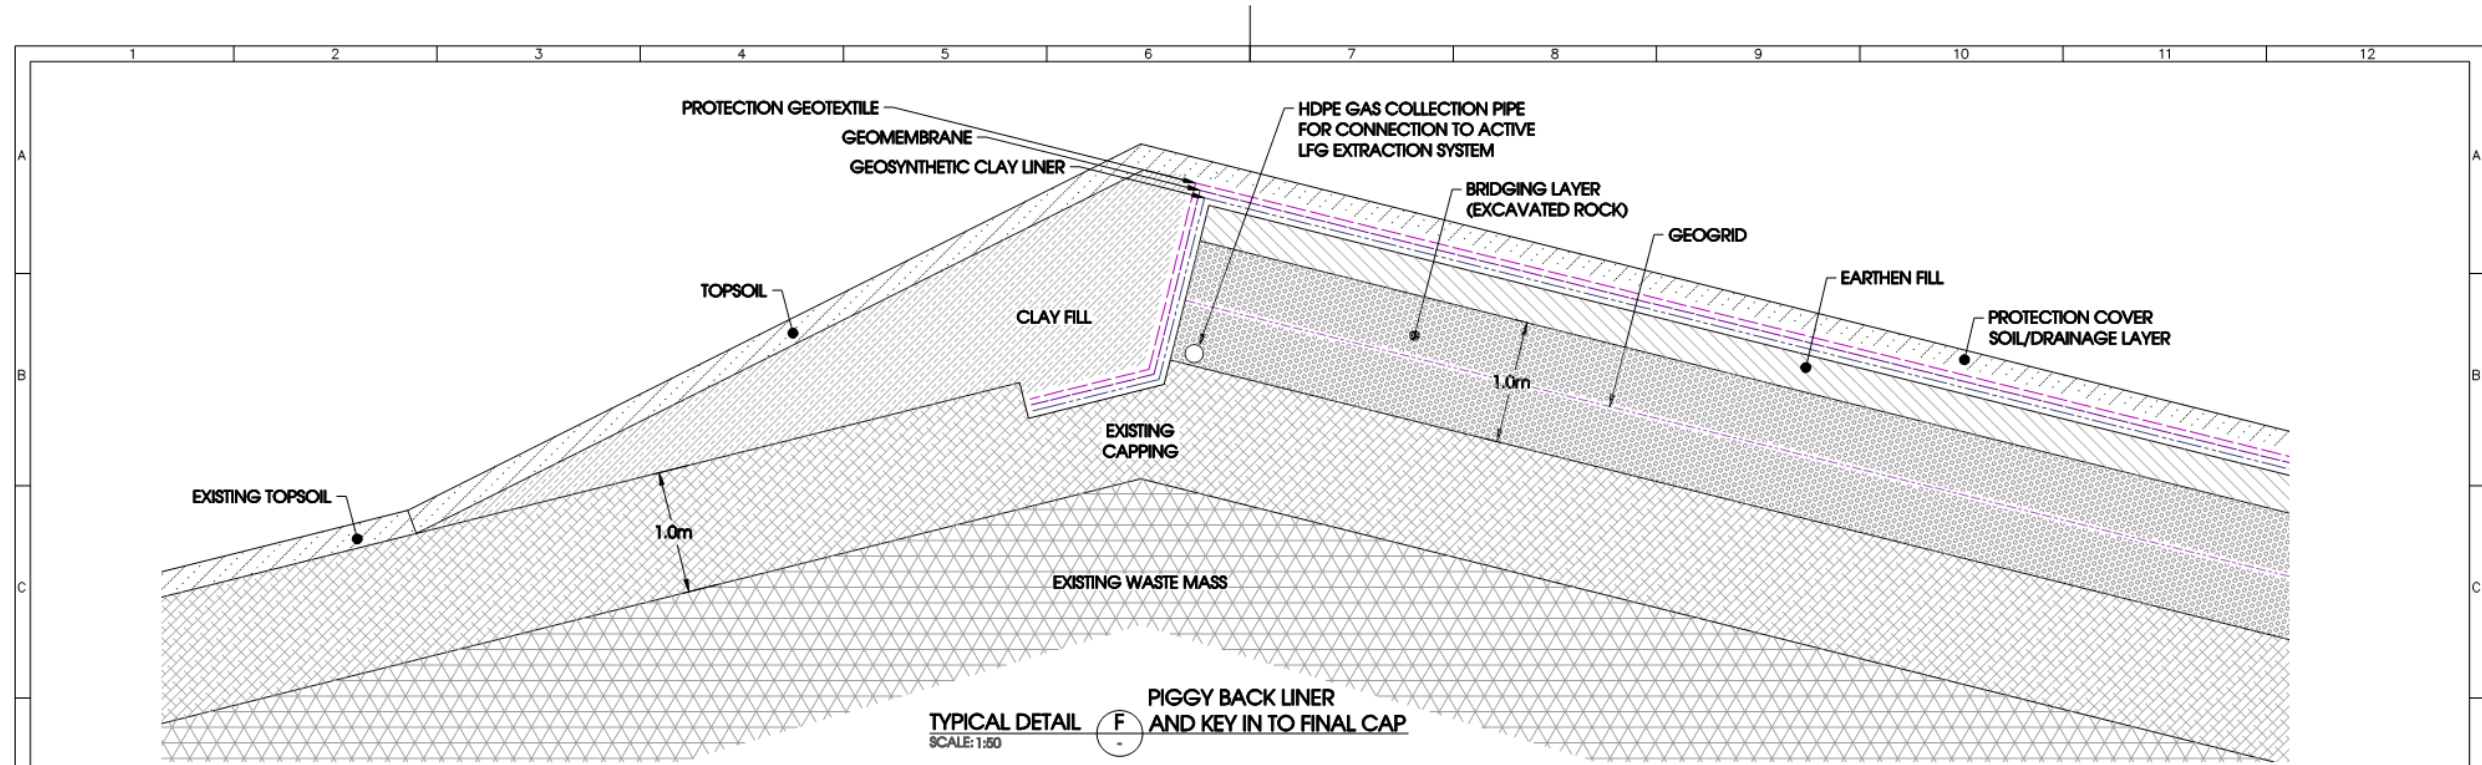 1 2 3 4 5 6 7 8 9 10 11 12
A
A
B
B
C
C
PROTECTION GEOTEXTILE
GEOMEMBRANE
GEOSYNTHETIC CLAY LINER
HDPE GAS COLLECTION PIPE
FOR CONNECTION TO ACTIVE
LFG EXTRACTION SYSTEM
BRIDGING LAYER
(EXCAVATED ROCK)
GEOGRID
EARTHEN FILL
PROTECTION COVER
SOIL/DRAINAGE LAYER
TOPSOIL
CLAY FILL
1.0m
EXISTING
CAPPING
EXISTING TOPSOIL
1.0m
EXISTING WASTE MASS
TYPICAL DETAIL
SCALE: 1:50
F
-
PIGGY BACK LINER
AND KEY IN TO FINAL CAP